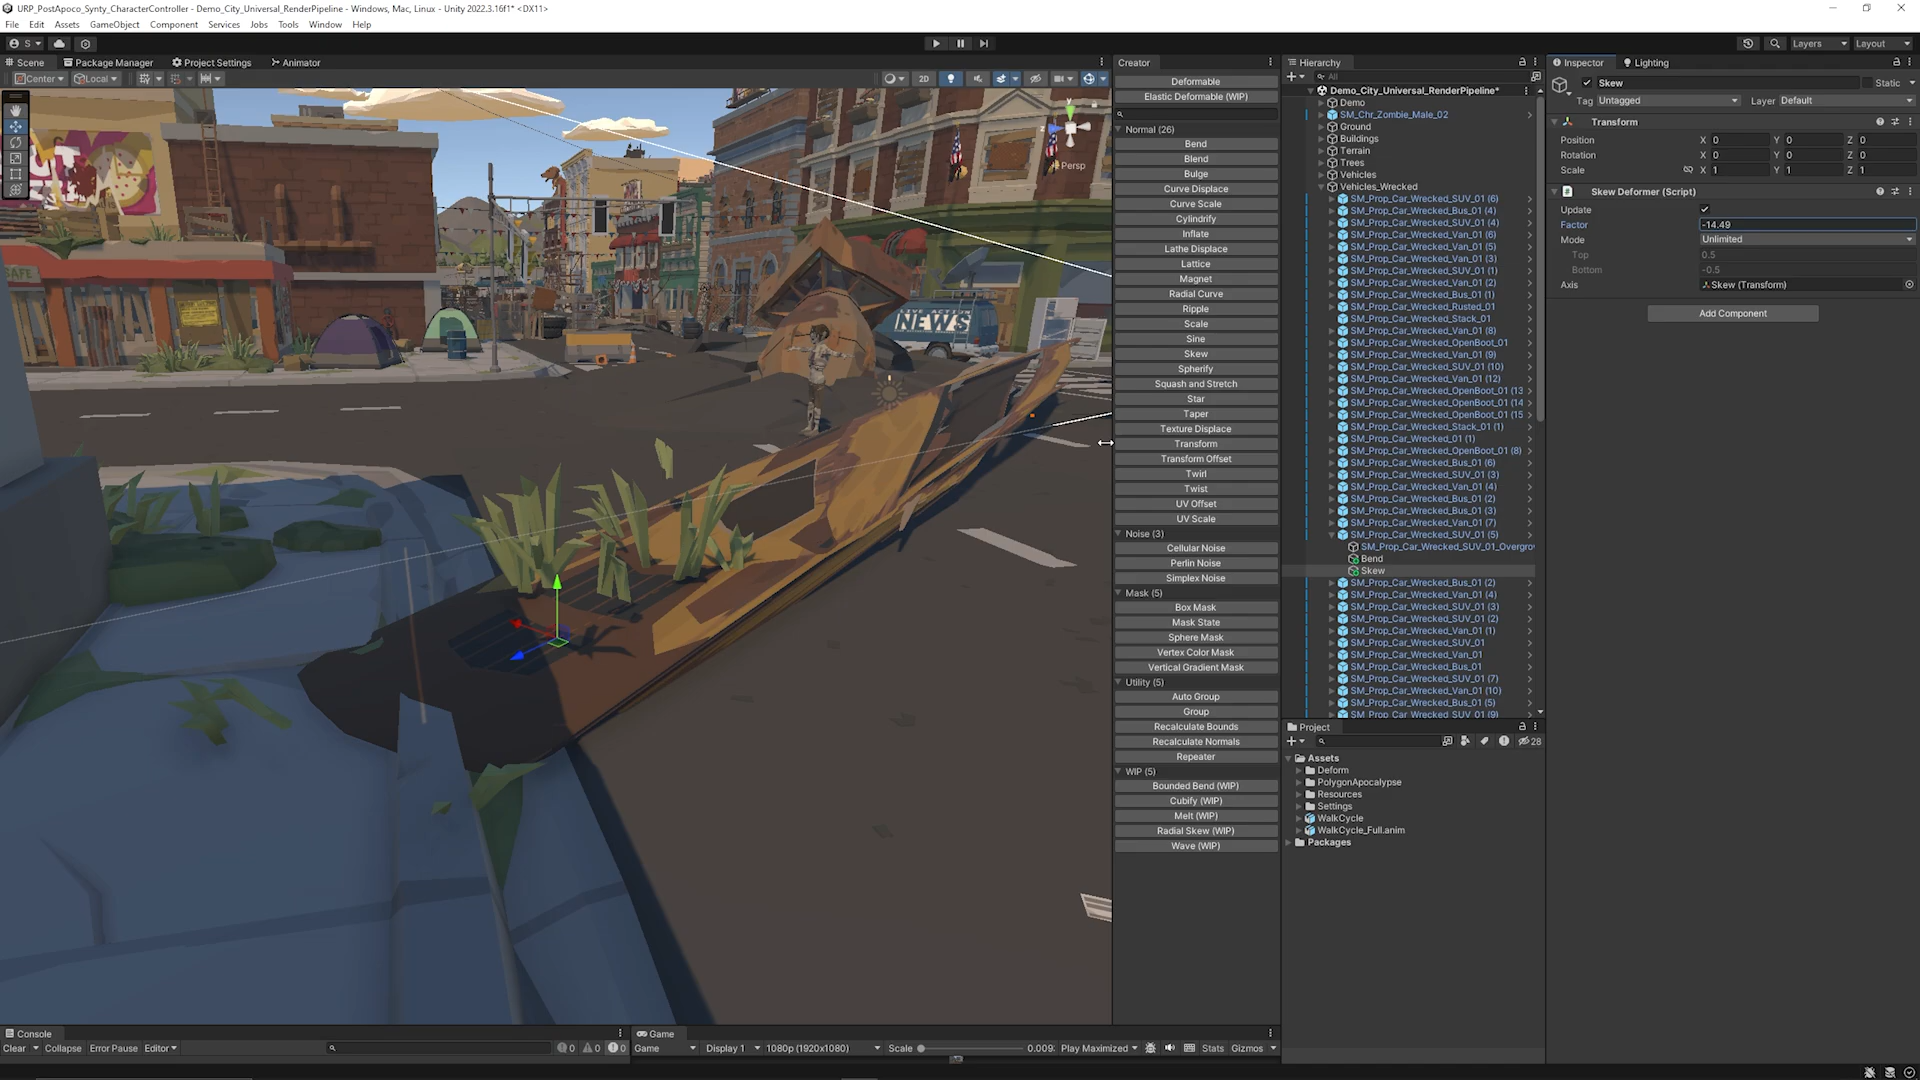 URP_PostApoco_Synty_CharacterController - Demo_City_Universal_RenderPipeline - Windows, Mac, Linux - Unity 2022.3.16f1* <DX11>
File Edit Assets GameObject Component Services Jobs Tools Window Help
S
Layers Layout
Scene Package Manager Project Settings Animator
Center Local 2D
CAFE
LIVE ACTION
NEWS
y
z
Persp
Creator
Deformable
Elastic Deformable (WIP)
Normal (26)
Bend
Blend
Bulge
Curve Displace
Curve Scale
Cylindrify
Inflate
Lathe Displace
Lattice
Magnet
Radial Curve
Ripple
Scale
Sine
Skew
Spherify
Squash and Stretch
Star
Taper
Texture Displace
Transform
Transform Offset
Twirl
Twist
UV Offset
UV Scale
Noise (3)
Cellular Noise
Perlin Noise
Simplex Noise
Mask (5)
Box Mask
Mask State
Sphere Mask
Vertex Color Mask
Vertical Gradient Mask
Utility (5)
Auto Group
Group
Recalculate Bounds
Recalculate Normals
Repeater
WIP (5)
Bounded Bend (WIP)
Cubify (WIP)
Melt (WIP)
Radial Skew (WIP)
Wave (WIP)
Hierarchy
All
Demo_City_Universal_RenderPipeline*
Demo
SM_Chr_Zombie_Male_02
Ground
Buildings
Terrain
Trees
Vehicles
Vehicles_Wrecked
SM_Prop_Car_Wrecked_SUV_01 (6)
SM_Prop_Car_Wrecked_Bus_01 (4)
SM_Prop_Car_Wrecked_SUV_01 (4)
SM_Prop_Car_Wrecked_Van_01 (6)
SM_Prop_Car_Wrecked_Van_01 (5)
SM_Prop_Car_Wrecked_Van_01 (3)
SM_Prop_Car_Wrecked_SUV_01 (1)
SM_Prop_Car_Wrecked_Van_01 (2)
SM_Prop_Car_Wrecked_Bus_01 (1)
SM_Prop_Car_Wrecked_Rusted_01
SM_Prop_Car_Wrecked_Stack_01
SM_Prop_Car_Wrecked_Van_01 (8)
SM_Prop_Car_Wrecked_OpenBoot_01
SM_Prop_Car_Wrecked_Van_01 (9)
SM_Prop_Car_Wrecked_SUV_01 (10)
SM_Prop_Car_Wrecked_Van_01 (12)
SM_Prop_Car_Wrecked_OpenBoot_01 (13
SM_Prop_Car_Wrecked_OpenBoot_01 (14
SM_Prop_Car_Wrecked_OpenBoot_01 (15
SM_Prop_Car_Wrecked_Stack_01 (1)
SM_Prop_Car_Wrecked_01 (1)
SM_Prop_Car_Wrecked_OpenBoot_01 (8)
SM_Prop_Car_Wrecked_Bus_01 (6)
SM_Prop_Car_Wrecked_SUV_01 (3)
SM_Prop_Car_Wrecked_Van_01 (4)
SM_Prop_Car_Wrecked_Bus_01 (2)
SM_Prop_Car_Wrecked_Bus_01 (3)
SM_Prop_Car_Wrecked_Van_01 (7)
SM_Prop_Car_Wrecked_SUV_01 (5)
SM_Prop_Car_Wrecked_SUV_01_Overgro
Bend
Skew
SM_Prop_Car_Wrecked_Bus_01 (2)
SM_Prop_Car_Wrecked_Van_01 (4)
SM_Prop_Car_Wrecked_SUV_01 (3)
SM_Prop_Car_Wrecked_SUV_01 (2)
SM_Prop_Car_Wrecked_Van_01 (1)
SM_Prop_Car_Wrecked_SUV_01
SM_Prop_Car_Wrecked_Van_01
SM_Prop_Car_Wrecked_Bus_01
SM_Prop_Car_Wrecked_SUV_01 (7)
SM_Prop_Car_Wrecked_Van_01 (10)
SM_Prop_Car_Wrecked_Bus_01 (5)
SM_Prop_Car_Wrecked_SUV_01 (9)
Project
28
Assets
Deform
PolygonApocalypse
Resources
Settings
WalkCycle
WalkCycle_Full.anim
Packages
Inspector Lighting
Skew Static
Tag Untagged Layer Default
Transform
Position X 0 Y 0 Z 0
Rotation X 0 Y 0 Z 0
Scale X 1 Y 1 Z 1
Skew Deformer (Script)
Update
Factor -14.49
Mode Unlimited
Top 0.5
Bottom -0.5
Axis Skew (Transform)
Add Component
Console
Clear Collapse Error Pause Editor 0 0 0
Game
Game Display 1 1080p (1920x1080) Scale 0.009 Play Maximized Stats Gizmos